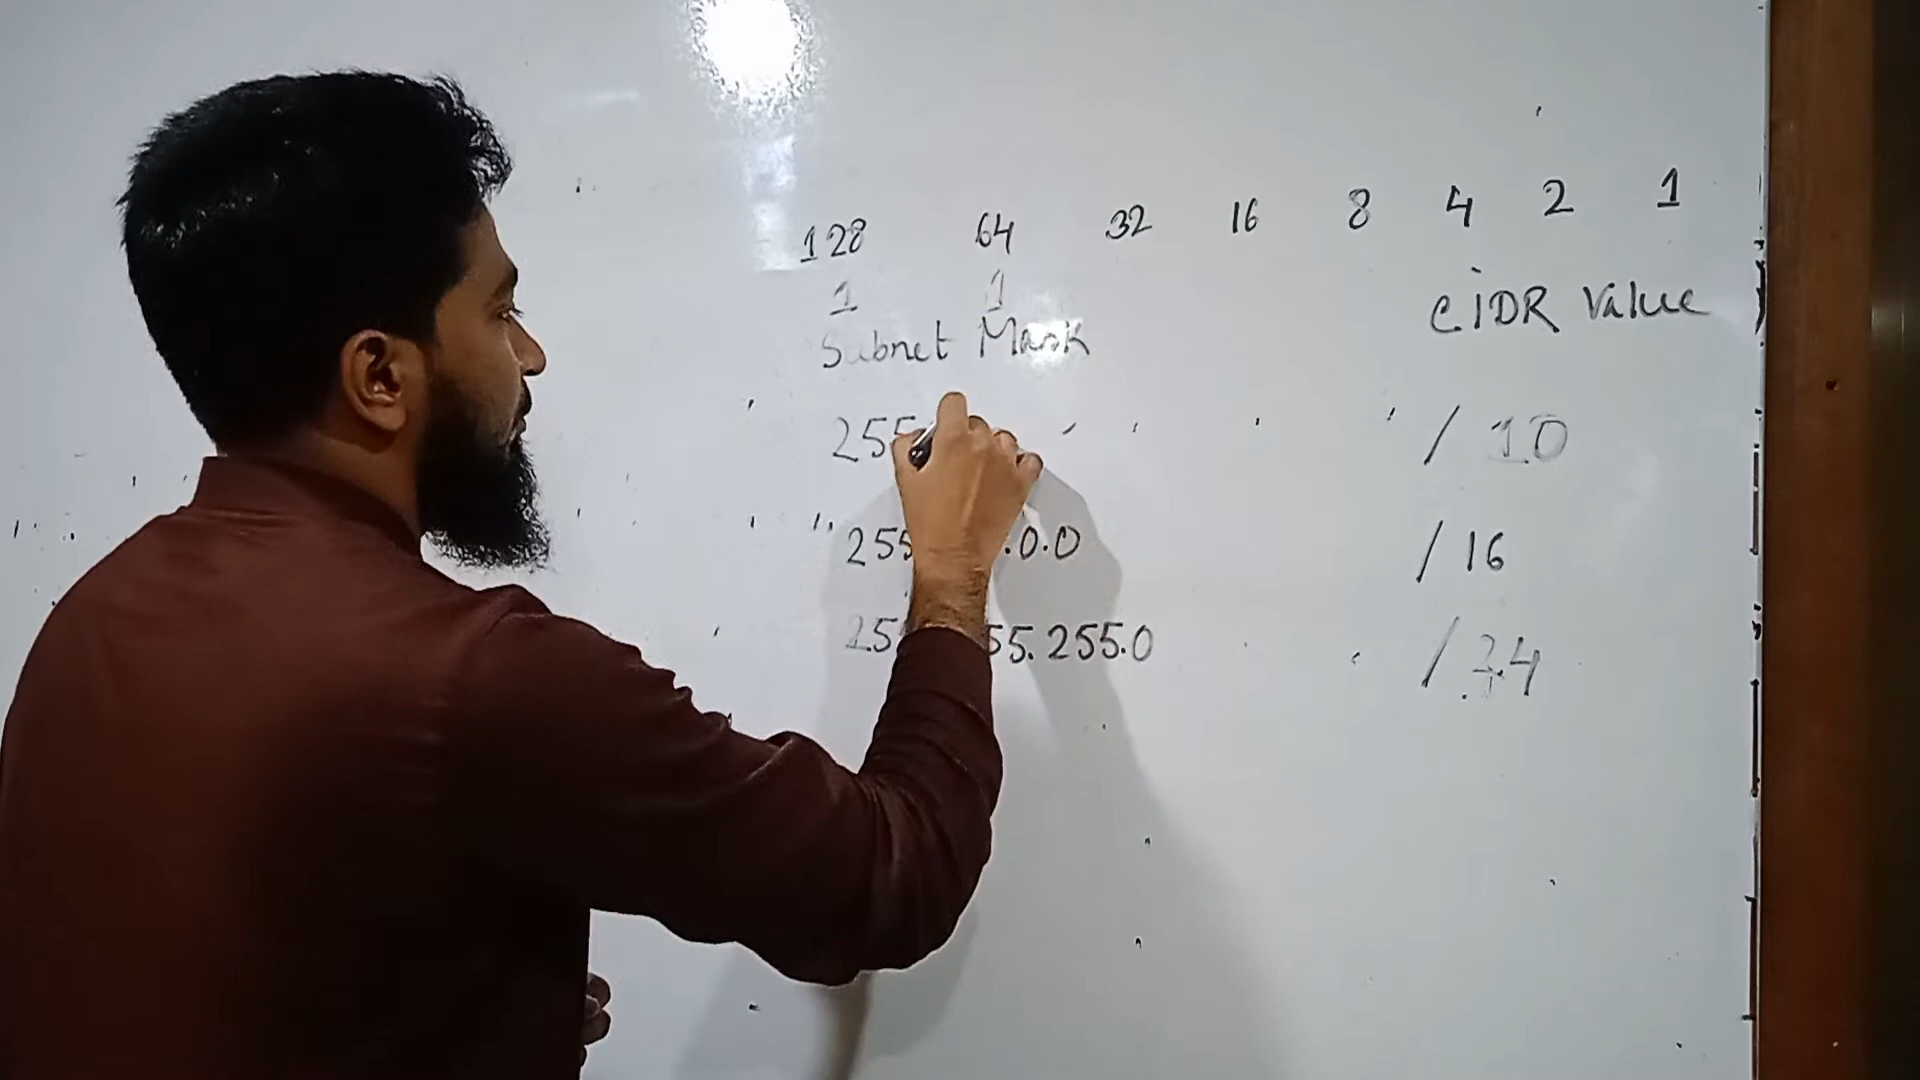 128 64 32 16 8 4 2 1
1 1
Subnet Mask CIDR Value
255 / 10
255 .0.0 / 16
25 55.255.0 / 24